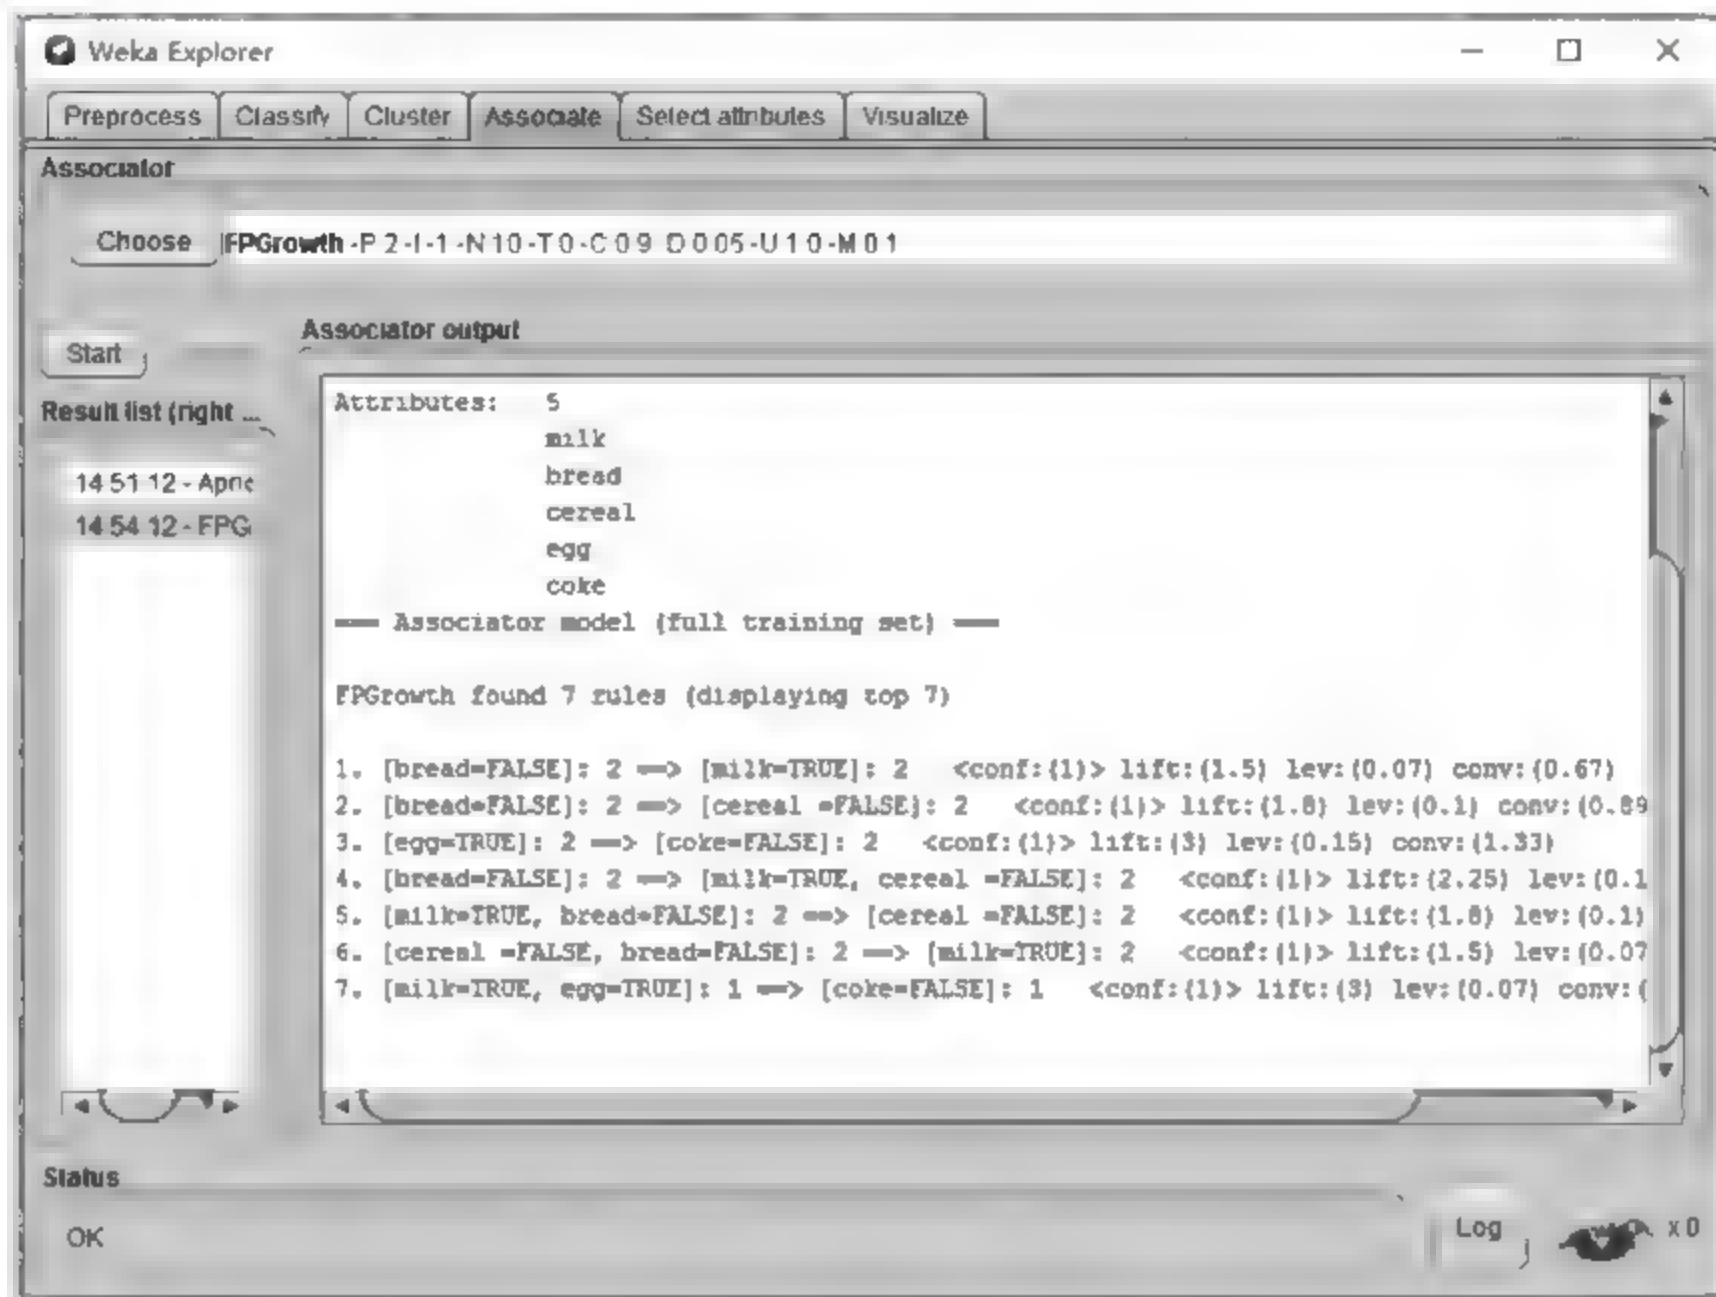 Weka Explorer
Preprocess Classify Cluster Associate Select attributes Visualize
Associator
Choose FPGrowth -P 2 -I -1 -N 10 -T 0 -C 0 9 D 0 05 -U 1 0 -M 0 1
Start
Associator output
Result list (right ...
14 51 12 - Aprio
14 54 12 - FPG
Attributes: 5
milk
bread
cereal
egg
coke
=== Associator model (full training set) ===
FPGrowth found 7 rules (displaying top 7)
1. [bread=FALSE]: 2 ==> [milk=TRUE]: 2 <conf:(1)> lift:(1.5) lev:(0.07) conv:(0.67)
2. [bread=FALSE]: 2 ==> [cereal =FALSE]: 2 <conf:(1)> lift:(1.8) lev:(0.1) conv:(0.89
3. [egg=TRUE]: 2 ==> [coke=FALSE]: 2 <conf:(1)> lift:(3) lev:(0.15) conv:(1.33)
4. [bread=FALSE]: 2 ==> [milk=TRUE, cereal =FALSE]: 2 <conf:(1)> lift:(2.25) lev:(0.1
5. [milk=TRUE, bread=FALSE]: 2 ==> [cereal =FALSE]: 2 <conf:(1)> lift:(1.8) lev:(0.1)
6. [cereal =FALSE, bread=FALSE]: 2 ==> [milk=TRUE]: 2 <conf:(1)> lift:(1.5) lev:(0.07
7. [milk=TRUE, egg=TRUE]: 1 ==> [coke=FALSE]: 1 <conf:(1)> lift:(3) lev:(0.07) conv:(
Status
OK
Log
x 0